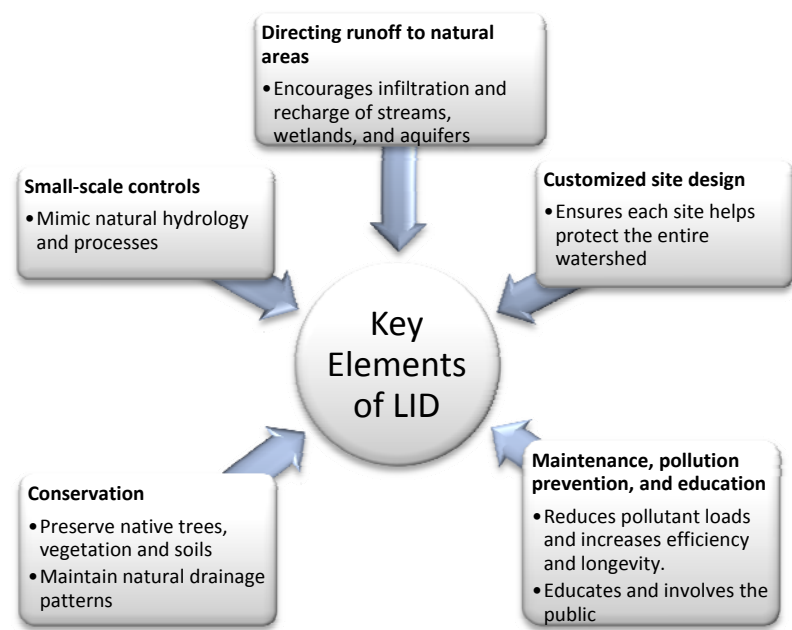 Directing runoff to natural
areas
•Encourages infiltration and
recharge of streams,
wetlands, and aquifers
Small-scale controls
•Mimic natural hydrology
and processes
Customized site design
•Ensures each site helps
protect the entire
watershed
Key
Elements
of LID
Conservation
•Preserve native trees,
vegetation and soils
•Maintain natural drainage
patterns
Maintenance, pollution
prevention, and education
•Reduces pollutant loads
and increases efficiency
and longevity.
•Educates and involves the
public